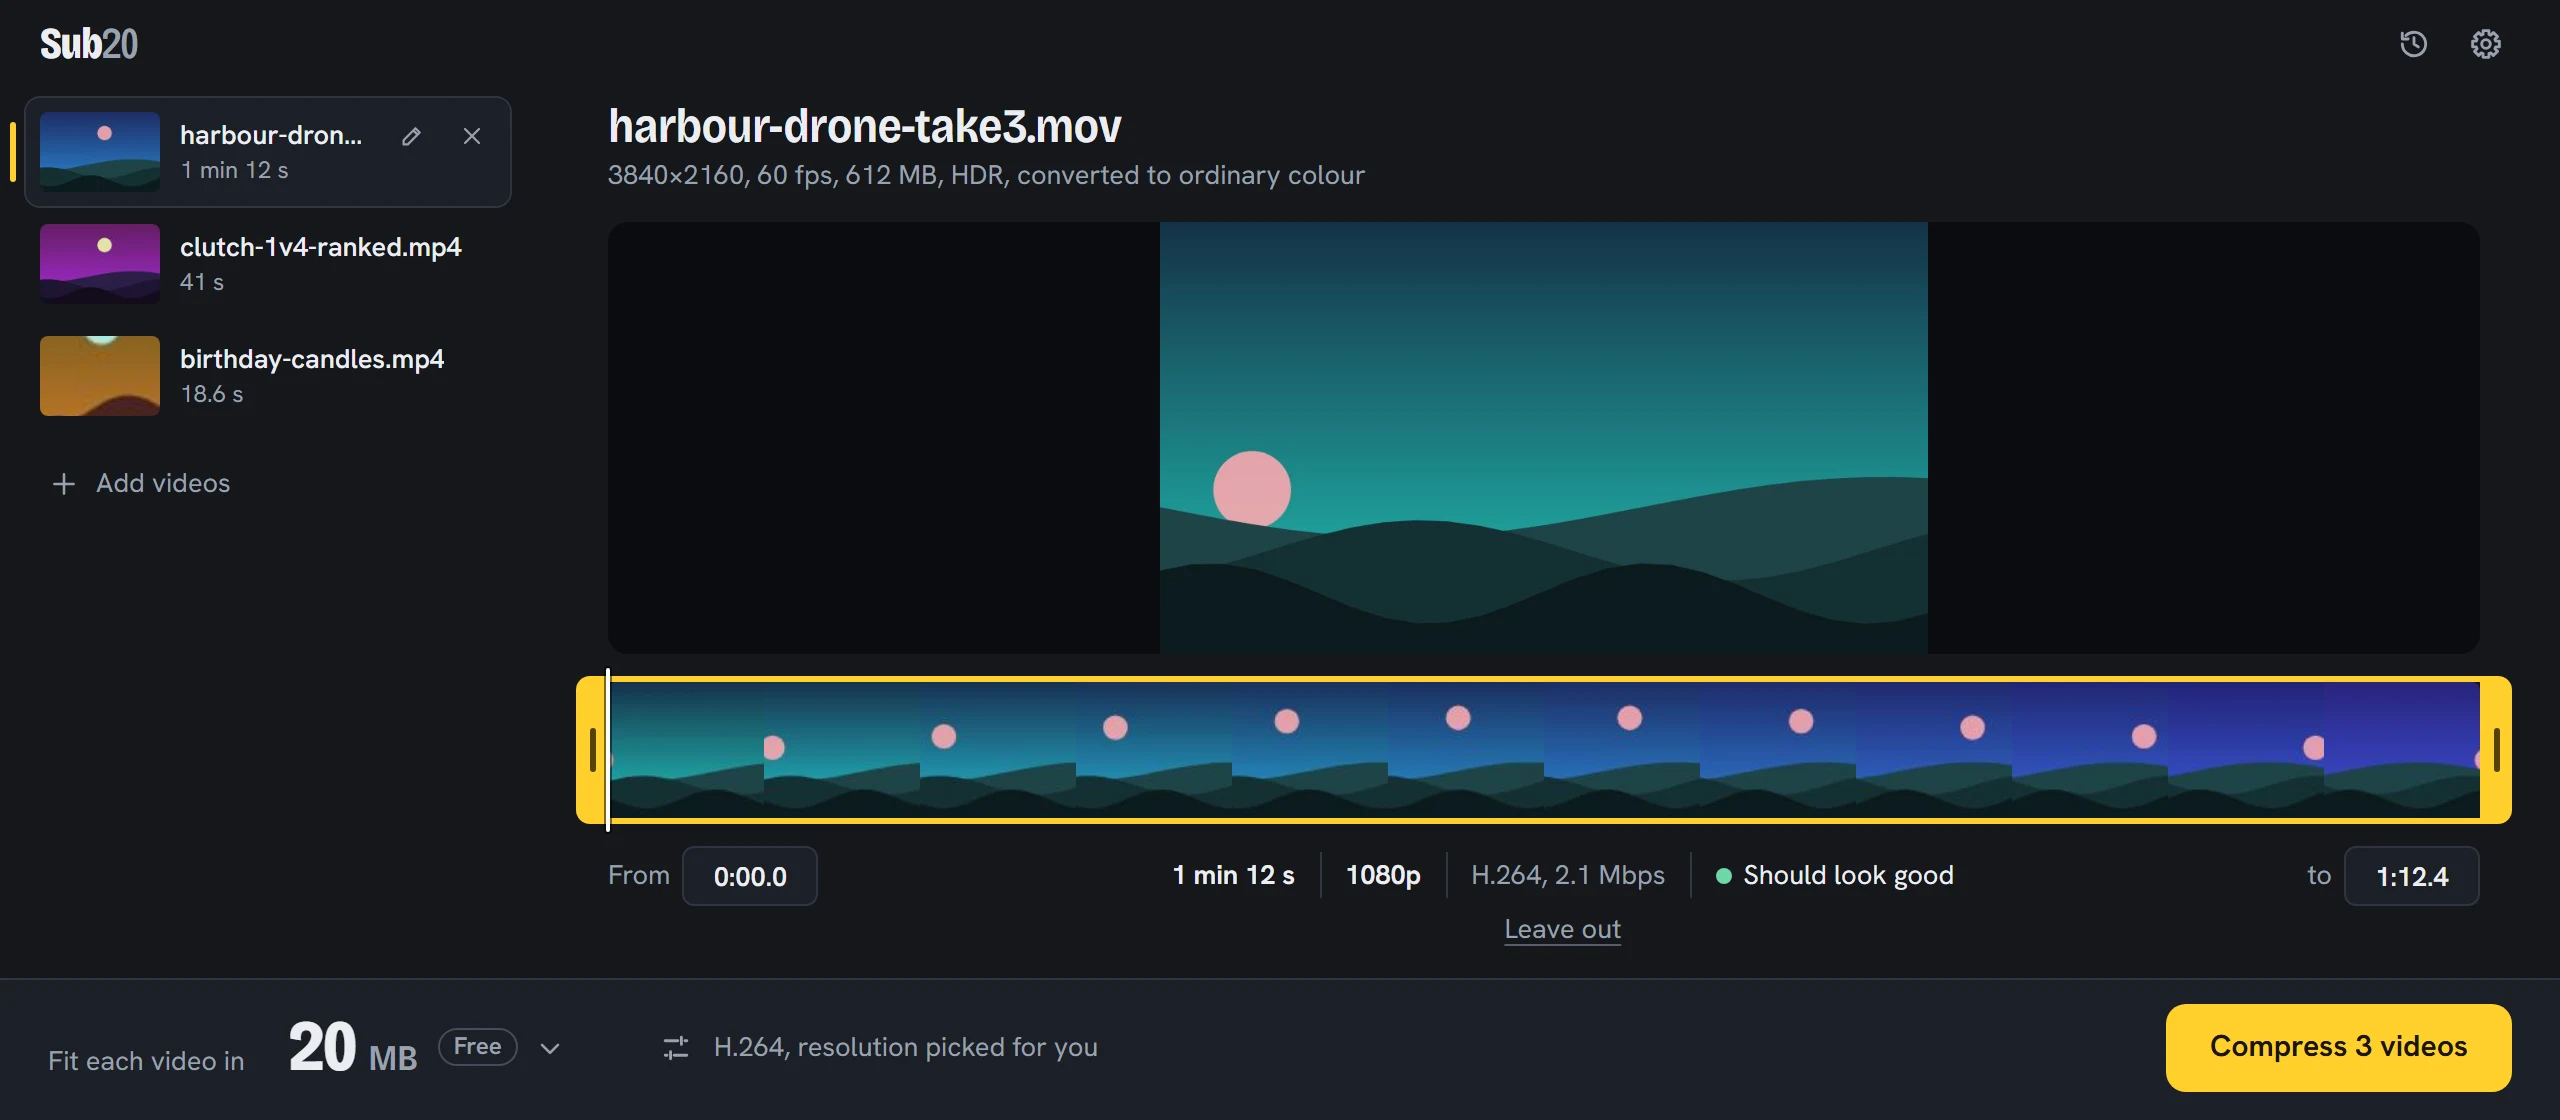 Sub20
harbour-dron...
1 min 12 s
clutch-1v4-ranked.mp4
41 s
birthday-candles.mp4
18.6 s
Add videos
harbour-drone-take3.mov
3840×2160, 60 fps, 612 MB, HDR, converted to ordinary colour
From 0:00.0 1 min 12 s 1080p H.264, 2.1 Mbps Should look good to 1:12.4
Leave out
Fit each video in 20 MB Free H.264, resolution picked for you Compress 3 videos